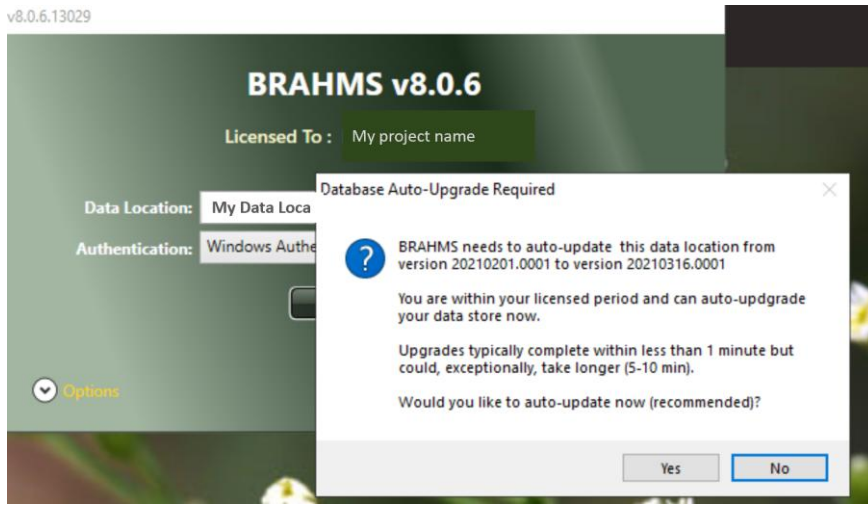 v8.0.6.13029
BRAHMS v8.0.6
Licensed To : My project name
Data Location: My Data Loca
Authentication: Windows Authe
Options
Database Auto-Upgrade Required
BRAHMS needs to auto-update this data location from
version 20210201.0001 to version 20210316.0001
You are within your licensed period and can auto-updgrade
your data store now.
Upgrades typically complete within less than 1 minute but
could, exceptionally, take longer (5-10 min).
Would you like to auto-update now (recommended)?
Yes No